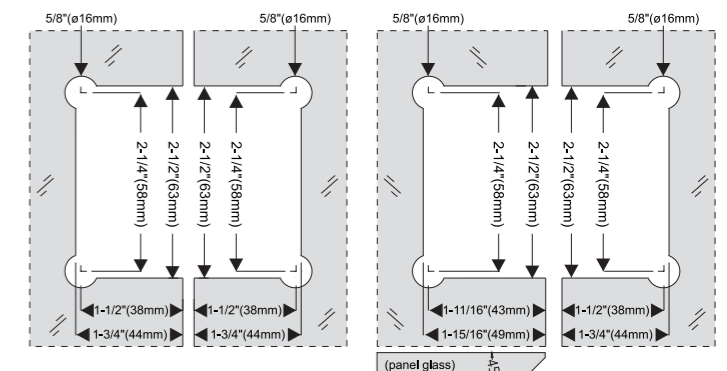 5/8"(ø16mm)
5/8"(ø16mm)
5/8"(ø16mm)
5/8"(ø16mm)
2-1/4"(58mm)
2-1/2"(63mm)
2-1/2"(63mm)
2-1/4"(58mm)
2-1/4"(58mm)
2-1/2"(63mm)
2-1/2"(63mm)
2-1/4"(58mm)
1-1/2"(38mm)
1-1/2"(38mm)
1-11/16"(43mm)
1-1/2"(38mm)
1-3/4"(44mm)
1-3/4"(44mm)
1-15/16"(49mm)
1-3/4"(44mm)
(panel glass)